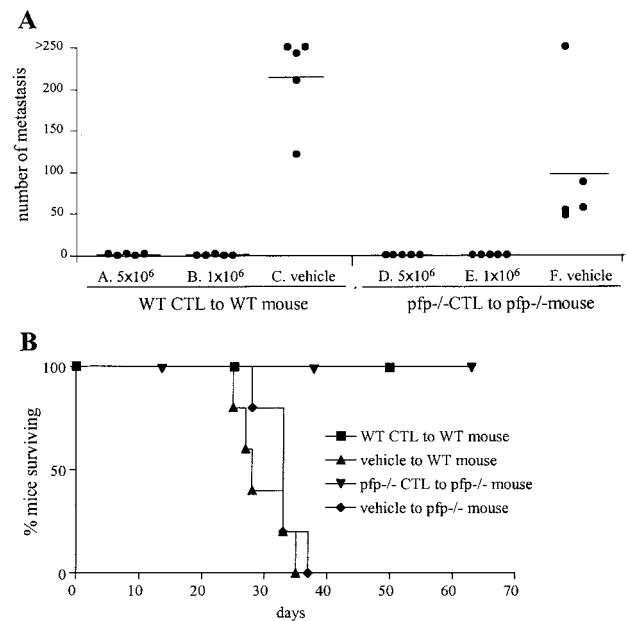 A
>250
200
150
100
50
0
number of metastasis
A. 5x10⁶ B. 1x10⁶ C. vehicle D. 5x10⁶ E. 1x10⁶ F. vehicle
WT CTL to WT mouse pfp-/-CTL to pfp-/-mouse
B
100
50
0
% mice surviving
WT CTL to WT mouse
vehicle to WT mouse
pfp-/- CTL to pfp-/- mouse
vehicle to pfp-/- mouse
0 10 20 30 40 50 60 70
days